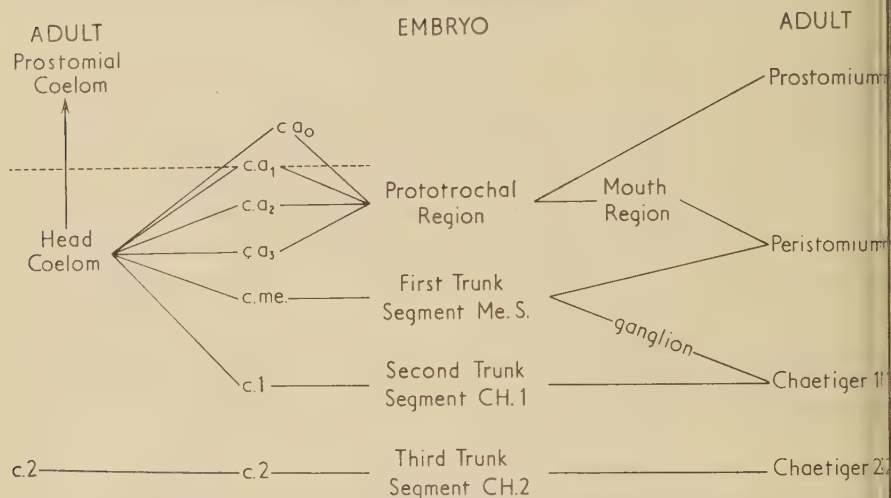 ADULT
EMBRYO
ADULT
Prostomial
Coelom
Prostomium
c a₀
c.a₁
Prototrochal
Region
Mouth
Region
c.a₂
Head
Coelom
c.a₃
Peristomium
c.me.
First Trunk
Segment Me. S.
ganglion
c.1
Second Trunk
Segment CH. 1
Chaetiger 1
c.2
c.2
Third Trunk
Segment CH.2
Chaetiger 2